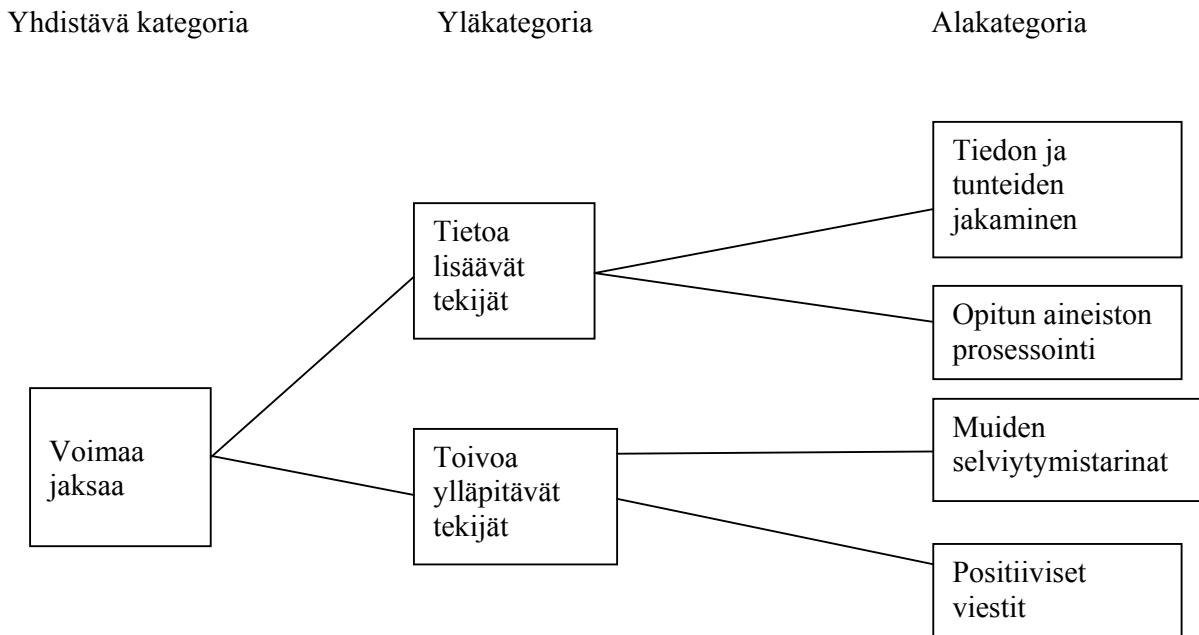 Yhdistävä kategoria
Yläkategoria
Alakategoria
Tiedon ja
tunteiden
jakaminen
Tietoa
lisäävät
tekijät
Opitun aineiston
prosessointi
Voimaa
jaksaa
Toivoa
ylläpitävät
tekijät
Muiden
selviytymistarinat
Positiiviset
viestit